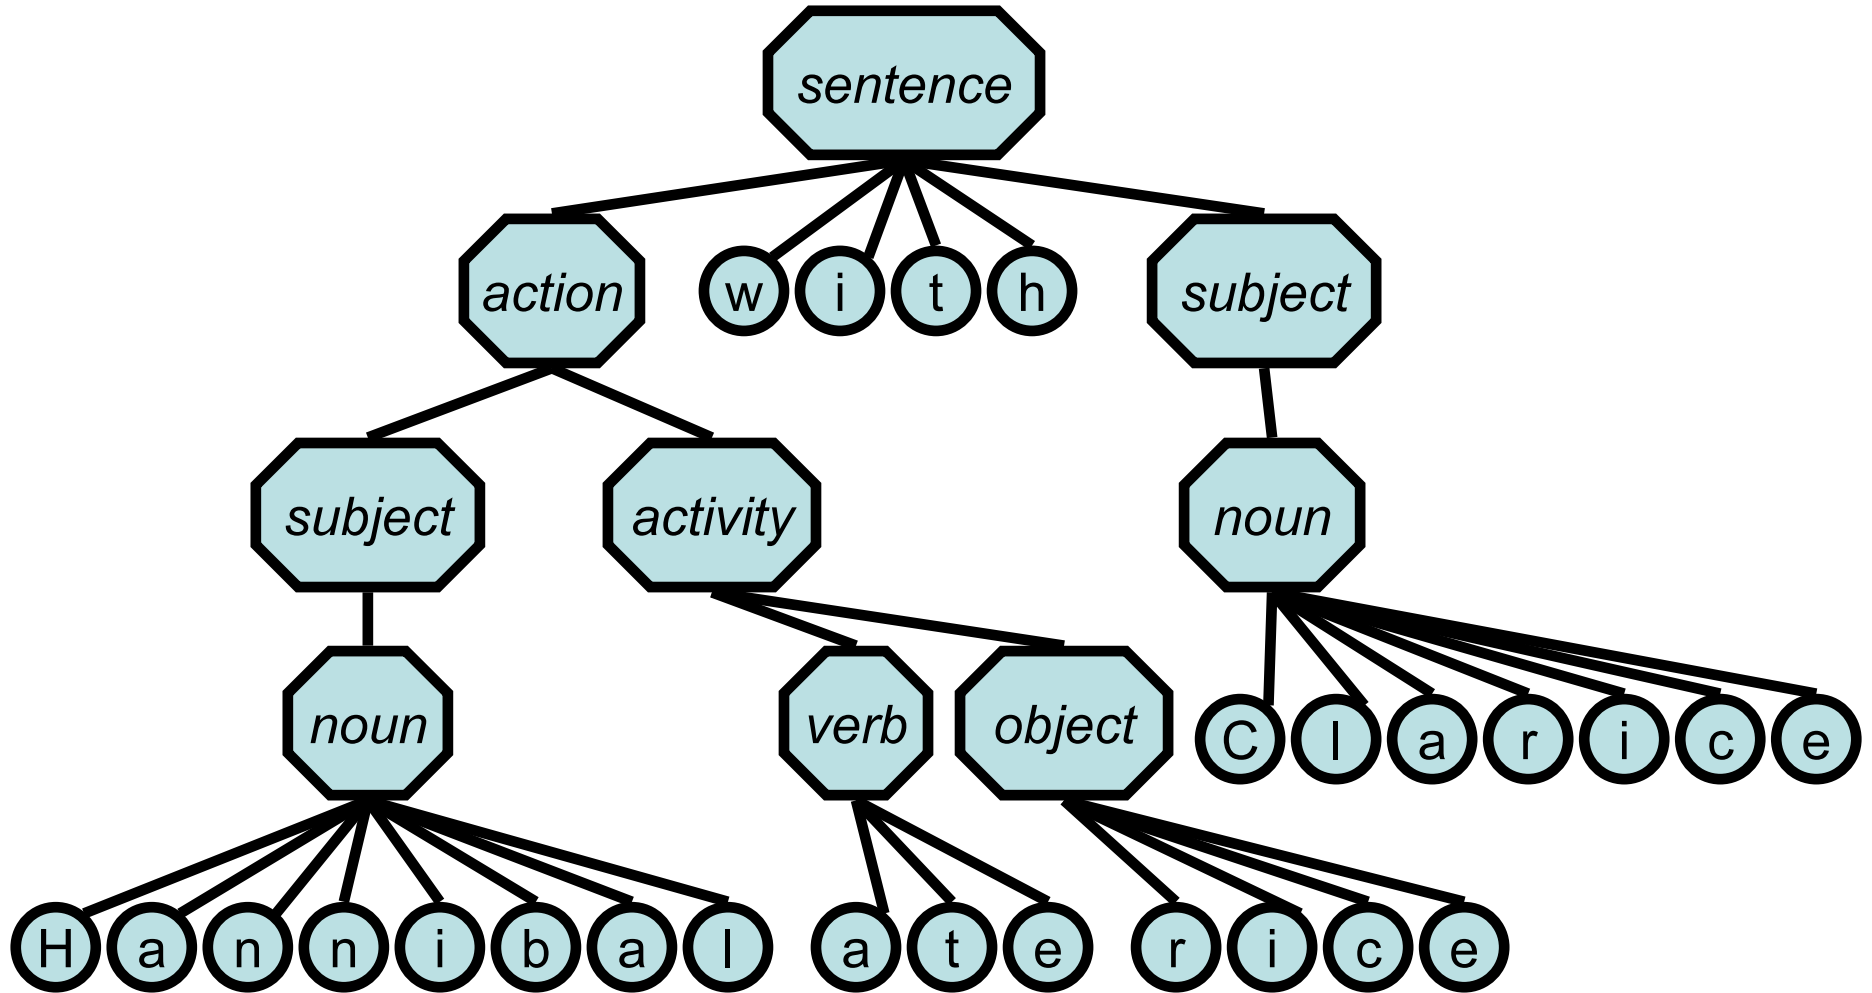 sentence
action w i t h subject
subject activity noun
noun verb object C l a r i c e
H a n n i b a l a t e r i c e